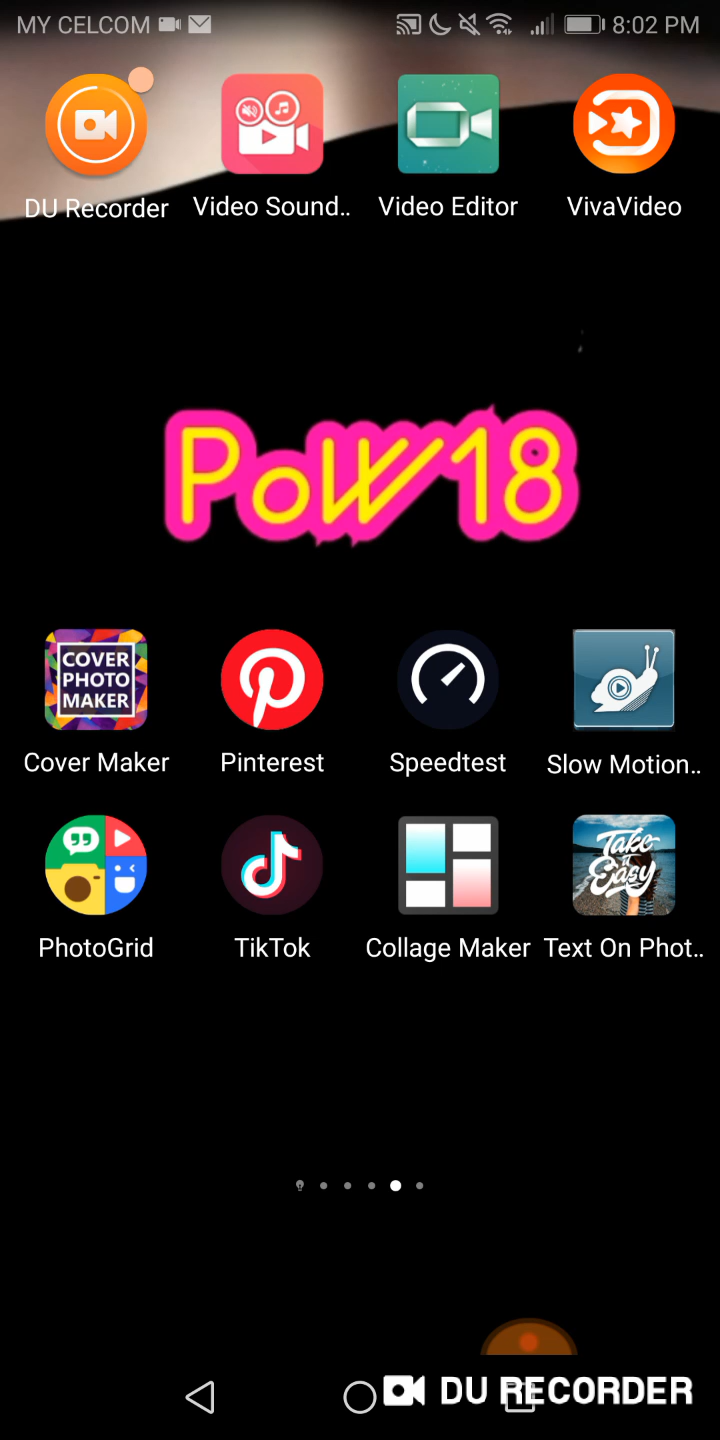 MY CELCOM 8:02 PM
DU Recorder Video Sound.. Video Editor VivaVideo
PoW18
COVER
PHOTO
MAKER
Cover Maker Pinterest Speedtest Slow Motion..
Take
it
Easy
PhotoGrid TikTok Collage Maker Text On Phot..
DU RECORDER